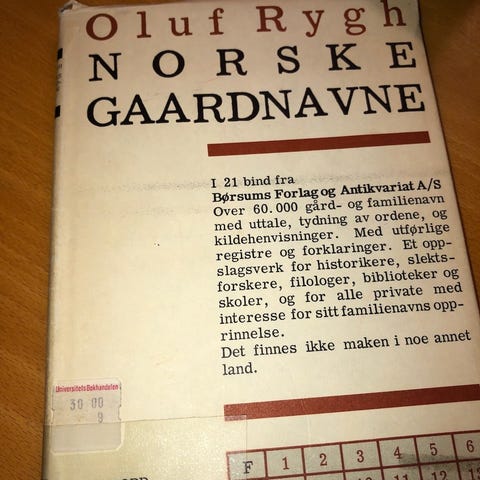 Oluf Rygh
NORSKE
GAARDNAVNE
I 21 bind fra
Børsums Forlag og Antikvariat A/S
Over 60.000 gård- og familienavn
med uttale, tydning av ordene, og
kildehenvisninger. Med utførlige
registre og forklaringer. Et opp-
slagsverk for historikere, slekts-
forskere, filologer, biblioteker og
skoler, og for alle private med
interesse for sitt familienavns opp-
rinnelse.
Det finnes ikke maken i noe annet
land.
Universitets Bokhandelen
30 00
9
F 1 2 3 4 5 6